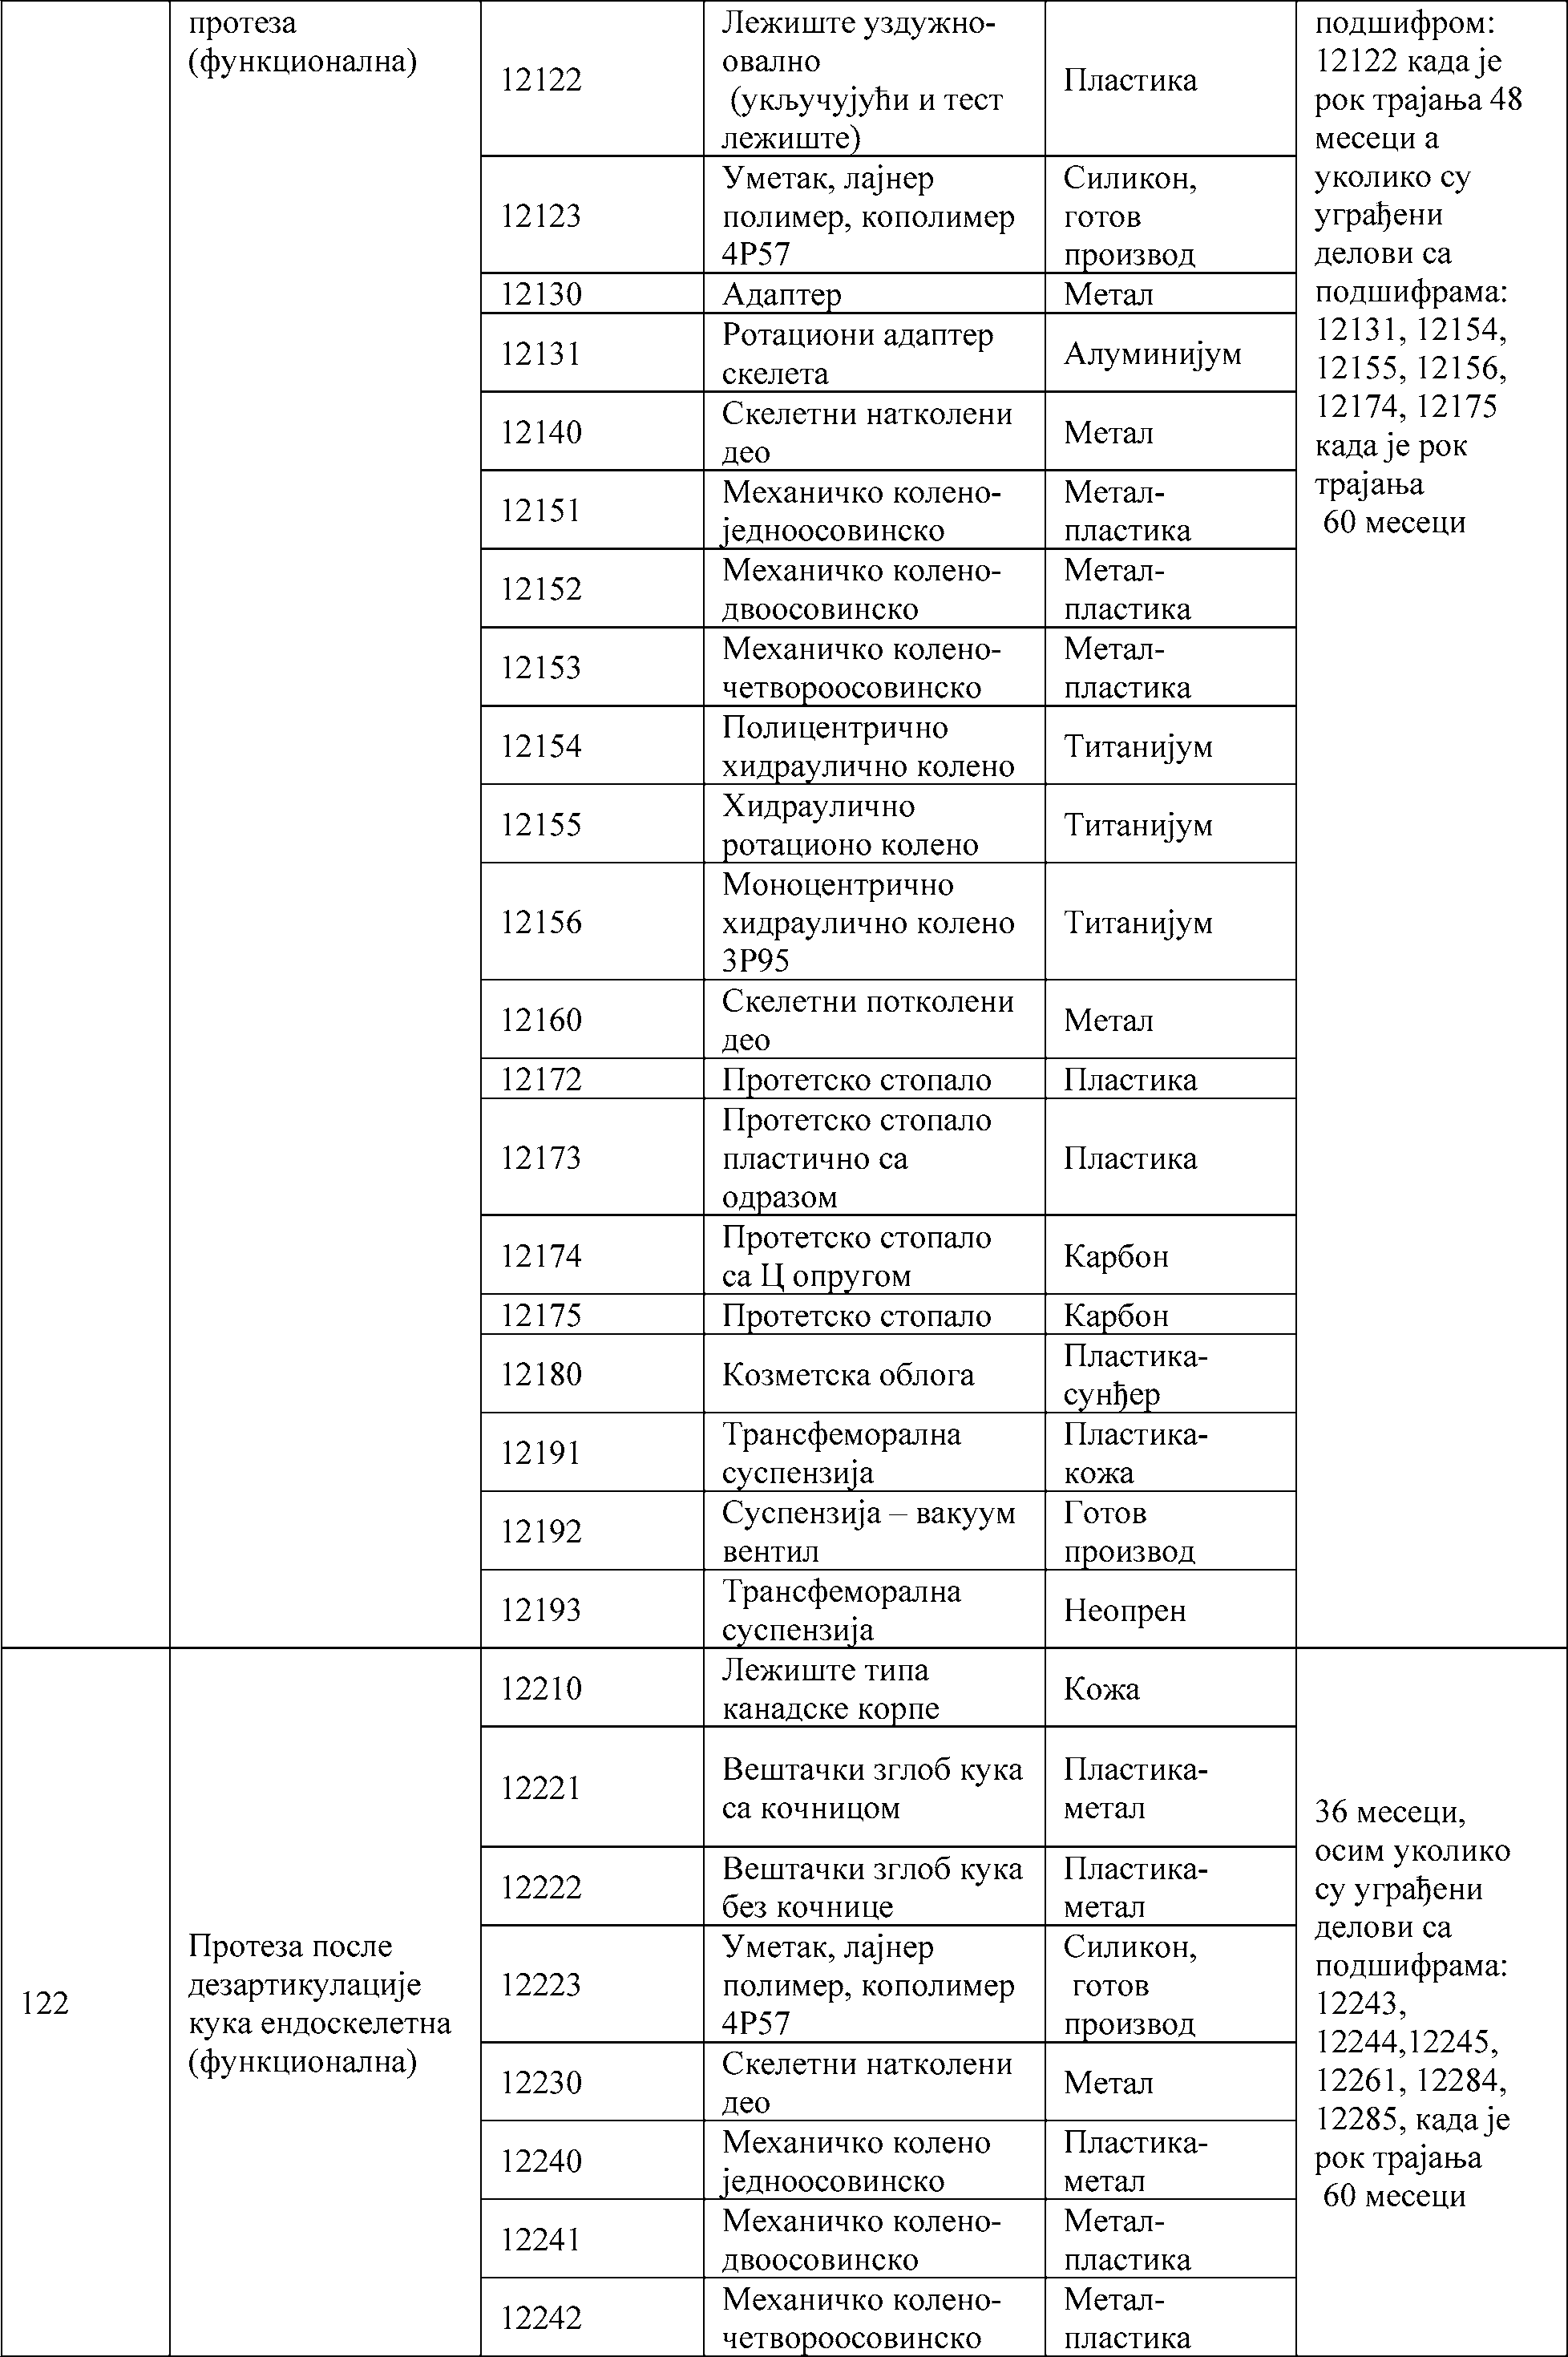 протеза
(функционална)
12122
Лежиште уздужно-
овално
(укључујући и тест
лежиште)
Пластика
подшифром:
12122 када је
рок трајања 48
месеци а
уколико су
уграђени
делови са
подшифрама:
12131, 12154,
12155, 12156,
12174, 12175
када је рок
трајања
60 месеци
12123
Уметак, лајнер
полимер, кополимер
4Р57
Силикон,
готов
производ
12130
Адаптер
Метал
12131
Ротациони адаптер
скелета
Алуминијум
12140
Скелетни натколени
део
Метал
12151
Механичко колено-
једноосовинско
Метал-
пластика
12152
Механичко колено-
двоосовинско
Метал-
пластика
12153
Механичко колено-
четвороосовинско
Метал-
пластика
12154
Полицентрично
хидраулично колено
Титанијум
12155
Хидраулично
ротационо колено
Титанијум
12156
Моноцентрично
хидраулично колено
3Р95
Титанијум
12160
Скелетни потколени
део
Метал
12172
Протетско стопало
Пластика
12173
Протетско стопало
пластично са
одразом
Пластика
12174
Протетско стопало
са Ц опругом
Карбон
12175
Протетско стопало
Карбон
12180
Козметска облога
Пластика-
сунђер
12191
Трансфеморална
суспензија
Пластика-
кожа
12192
Суспензија – вакуум
вентил
Готов
производ
12193
Трансфеморална
суспензија
Неопрен
122
Протеза после
дезартикулације
кука ендоскелетна
(функционална)
12210
Лежиште типа
канадске корпе
Кожа
36 месеци,
осим уколико
су уграђени
делови са
подшифрама:
12243,
12244,12245,
12261, 12284,
12285, када је
рок трајања
60 месеци
12221
Вештачки зглоб кука
са кочницом
Пластика-
метал
12222
Вештачки зглоб кука
без кочнице
Пластика-
метал
12223
Уметак, лајнер
полимер, кополимер
4Р57
Силикон,
готов
производ
12230
Скелетни натколени
део
Метал
12240
Механичко колено
једноосовинско
Пластика-
метал
12241
Механичко колено-
двоосовинско
Метал-
пластика
12242
Механичко колено-
четвороосовинско
Метал-
пластика